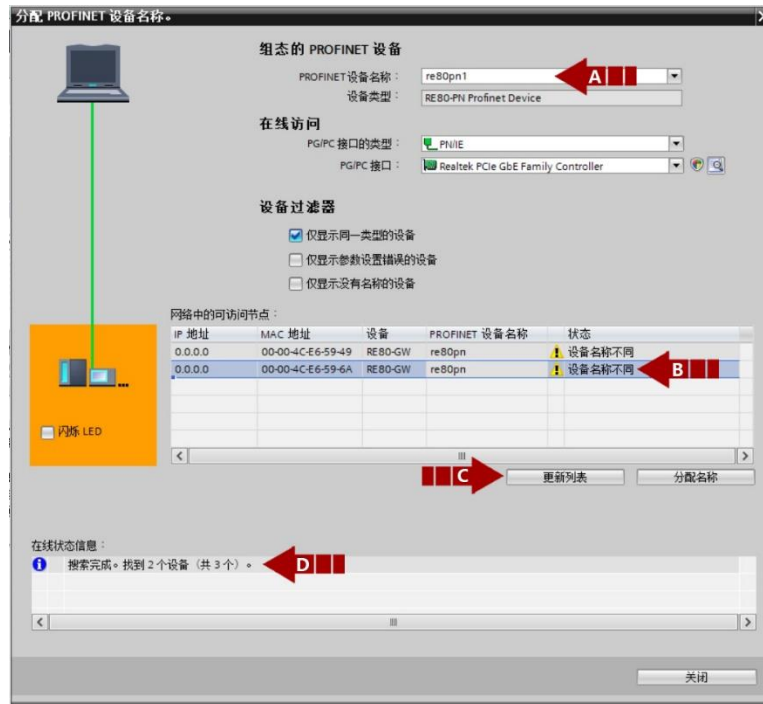 分配 PROFINET 设备名称。
组态的 PROFINET 设备
PROFINET设备名称： re80pn1 A
设备类型： RE80-PN Profinet Device
在线访问
PG/PC 接口的类型： PN/IE
PG/PC 接口： Realtek PCIe GbE Family Controller
设备过滤器
仅显示同一类型的设备
仅显示参数设置错误的设备
仅显示没有名称的设备
网络中的可访问节点：
IP 地址 MAC 地址 设备 PROFINET 设备名称 状态
0.0.0.0 00-00-4C-E6-59-49 RE80-GW re80pn 设备名称不同
0.0.0.0 00-00-4C-E6-59-6A RE80-GW re80pn 设备名称不同 B
闪烁 LED
C 更新列表 分配名称
在线状态信息：
搜索完成。找到 2 个设备（共 3 个）。 D
关闭